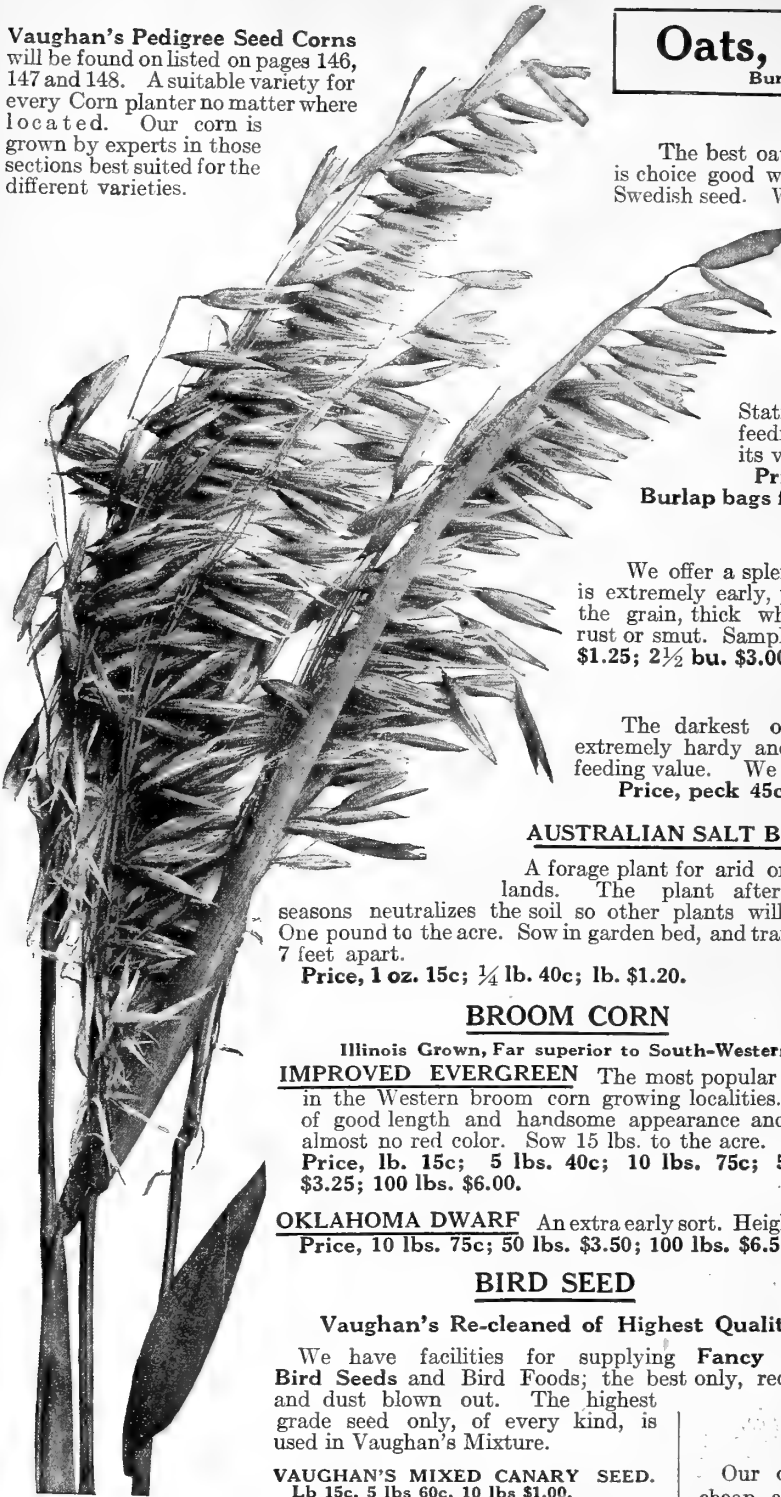 Vaughan's Pedigree Seed Corns
will be found on listed on pages 146,
147 and 148. A suitable variety for
every Corn planter no matter where
located. Our corn is
grown by experts in those
sections best suited for the
different varieties.
Oats,
Bur
The best oa
is choice good w
Swedish seed.
Stat
feedi
its v
Pr
Burlap bags f
We offer a sple
is extremely early,
the grain, thick wh
rust or smut. Sampl
$1.25; 2½ bu. $3.00
The darkest o
extremely hardy and
feeding value. We
Price, peck 45c
AUSTRALIAN SALT B
A forage plant for arid or
lands. The plant after
seasons neutralizes the soil so other plants will
One pound to the acre. Sow in garden bed, and tra
7 feet apart.
Price, 1 oz. 15c; ¼ lb. 40c; lb. $1.20.
BROOM CORN
Illinois Grown, Far superior to South-Western
IMPROVED EVERGREEN The most popular
in the Western broom corn growing localities.
of good length and handsome appearance and
almost no red color. Sow 15 lbs. to the acre.
Price, lb. 15c; 5 lbs. 40c; 10 lbs. 75c; 5
$3.25; 100 lbs. $6.00.
OKLAHOMA DWARF An extra early sort. Heigh
Price, 10 lbs. 75c; 50 lbs. $3.50; 100 lbs. $6.5
BIRD SEED
Vaughan's Re-cleaned of Highest Qualit
We have facilities for supplying Fancy
Bird Seeds and Bird Foods; the best only, rec
and dust blown out. The highest
grade seed only, of every kind, is
used in Vaughan's Mixture.
VAUGHAN'S MIXED CANARY SEED.
Lb 15c, 5 lbs 60c, 10 lbs $1.00.
Our c